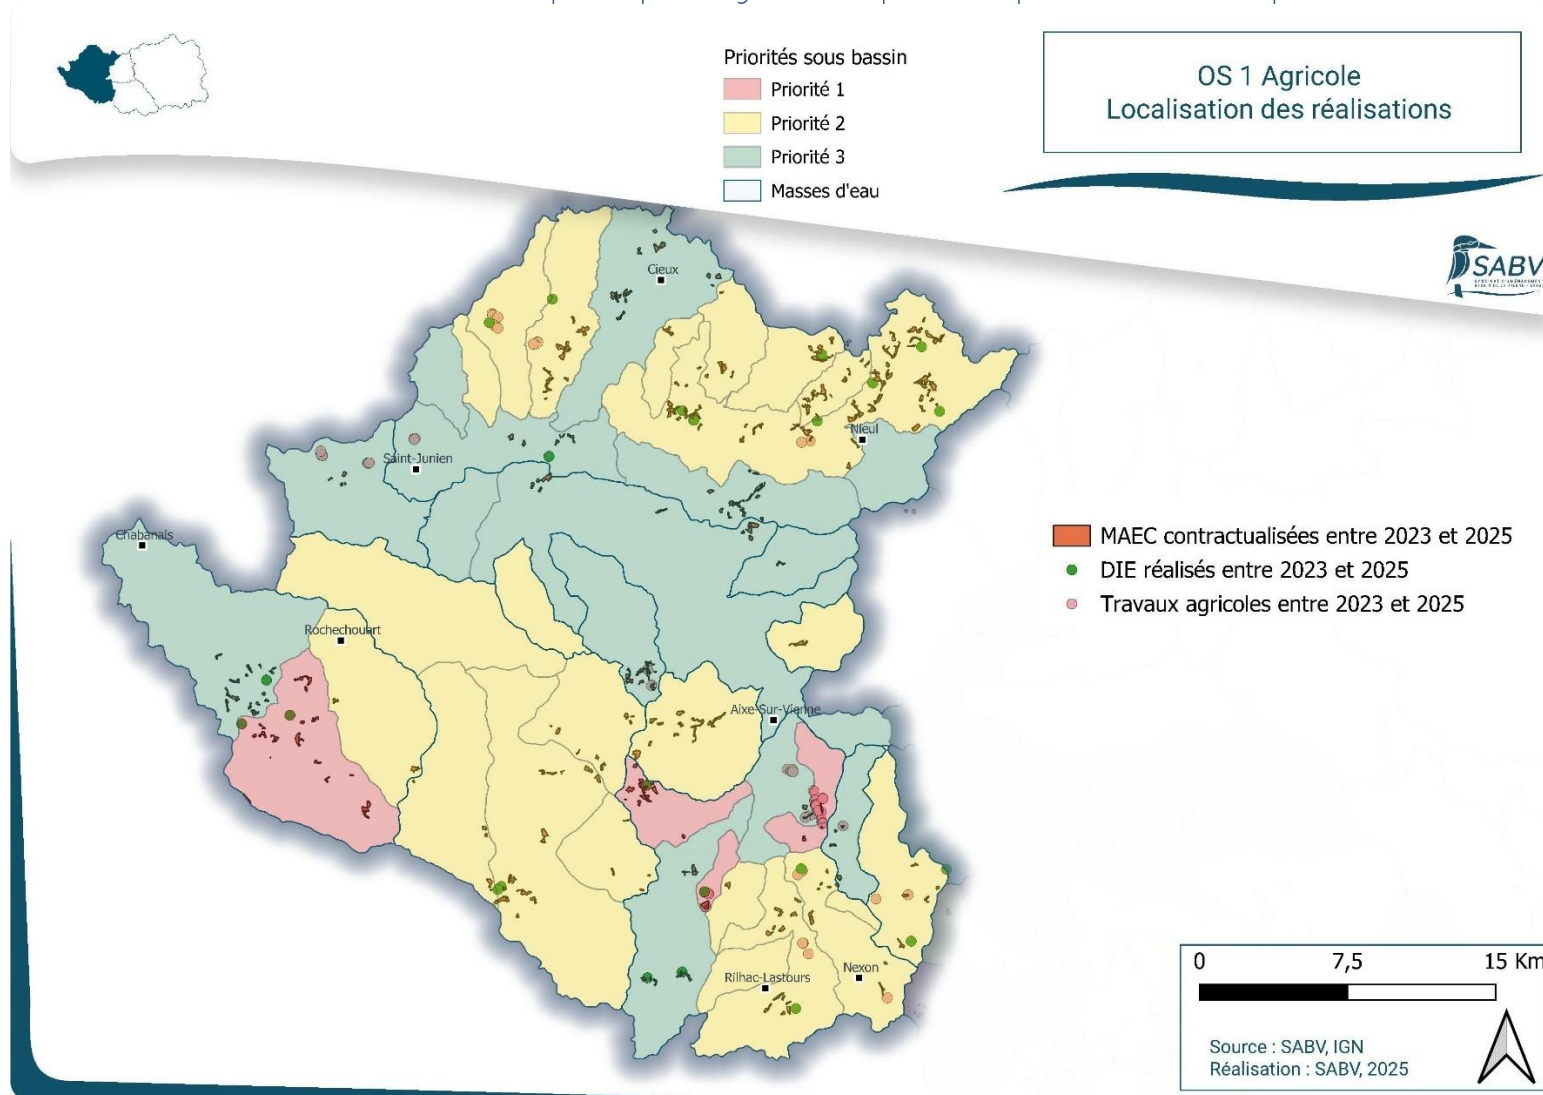 Priorités sous bassin
Priorité 1
Priorité 2
Priorité 3
Masses d'eau
OS 1 Agricole
Localisation des réalisations
SABV
Cieux
Nieul
Saint-Junien
Chabanais
MAEC contractualisées entre 2023 et 2025
DIE réalisés entre 2023 et 2025
Travaux agricoles entre 2023 et 2025
Rochechouart
Aixe-Sur-Vienne
Rilhac-Lastours
Nexon
0 7,5 15 Km
Source : SABV, IGN
Réalisation : SABV, 2025